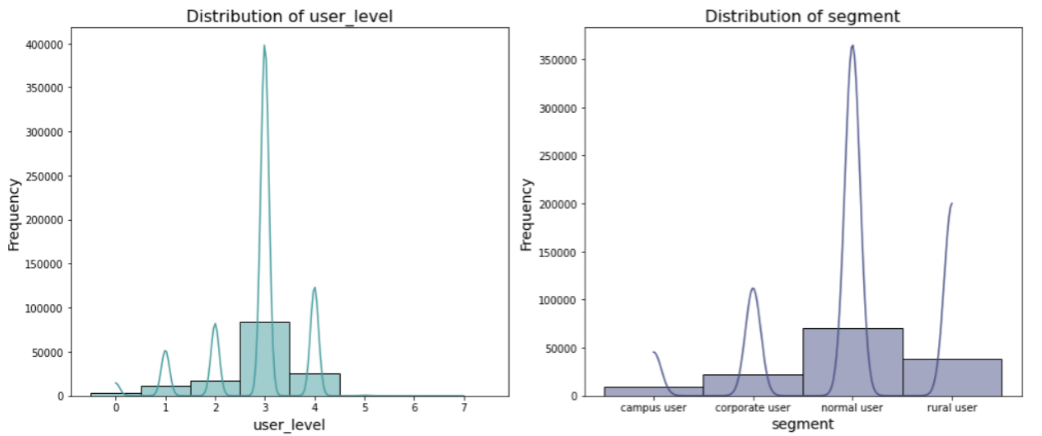 Distribution of user_level
400000
350000
300000
250000
200000
150000
100000
50000
0
Frequency
0 1 2 3 4 5 6 7
user_level
Distribution of segment
350000
300000
250000
200000
150000
100000
50000
0
Frequency
campus user corporate user normal user rural user
segment